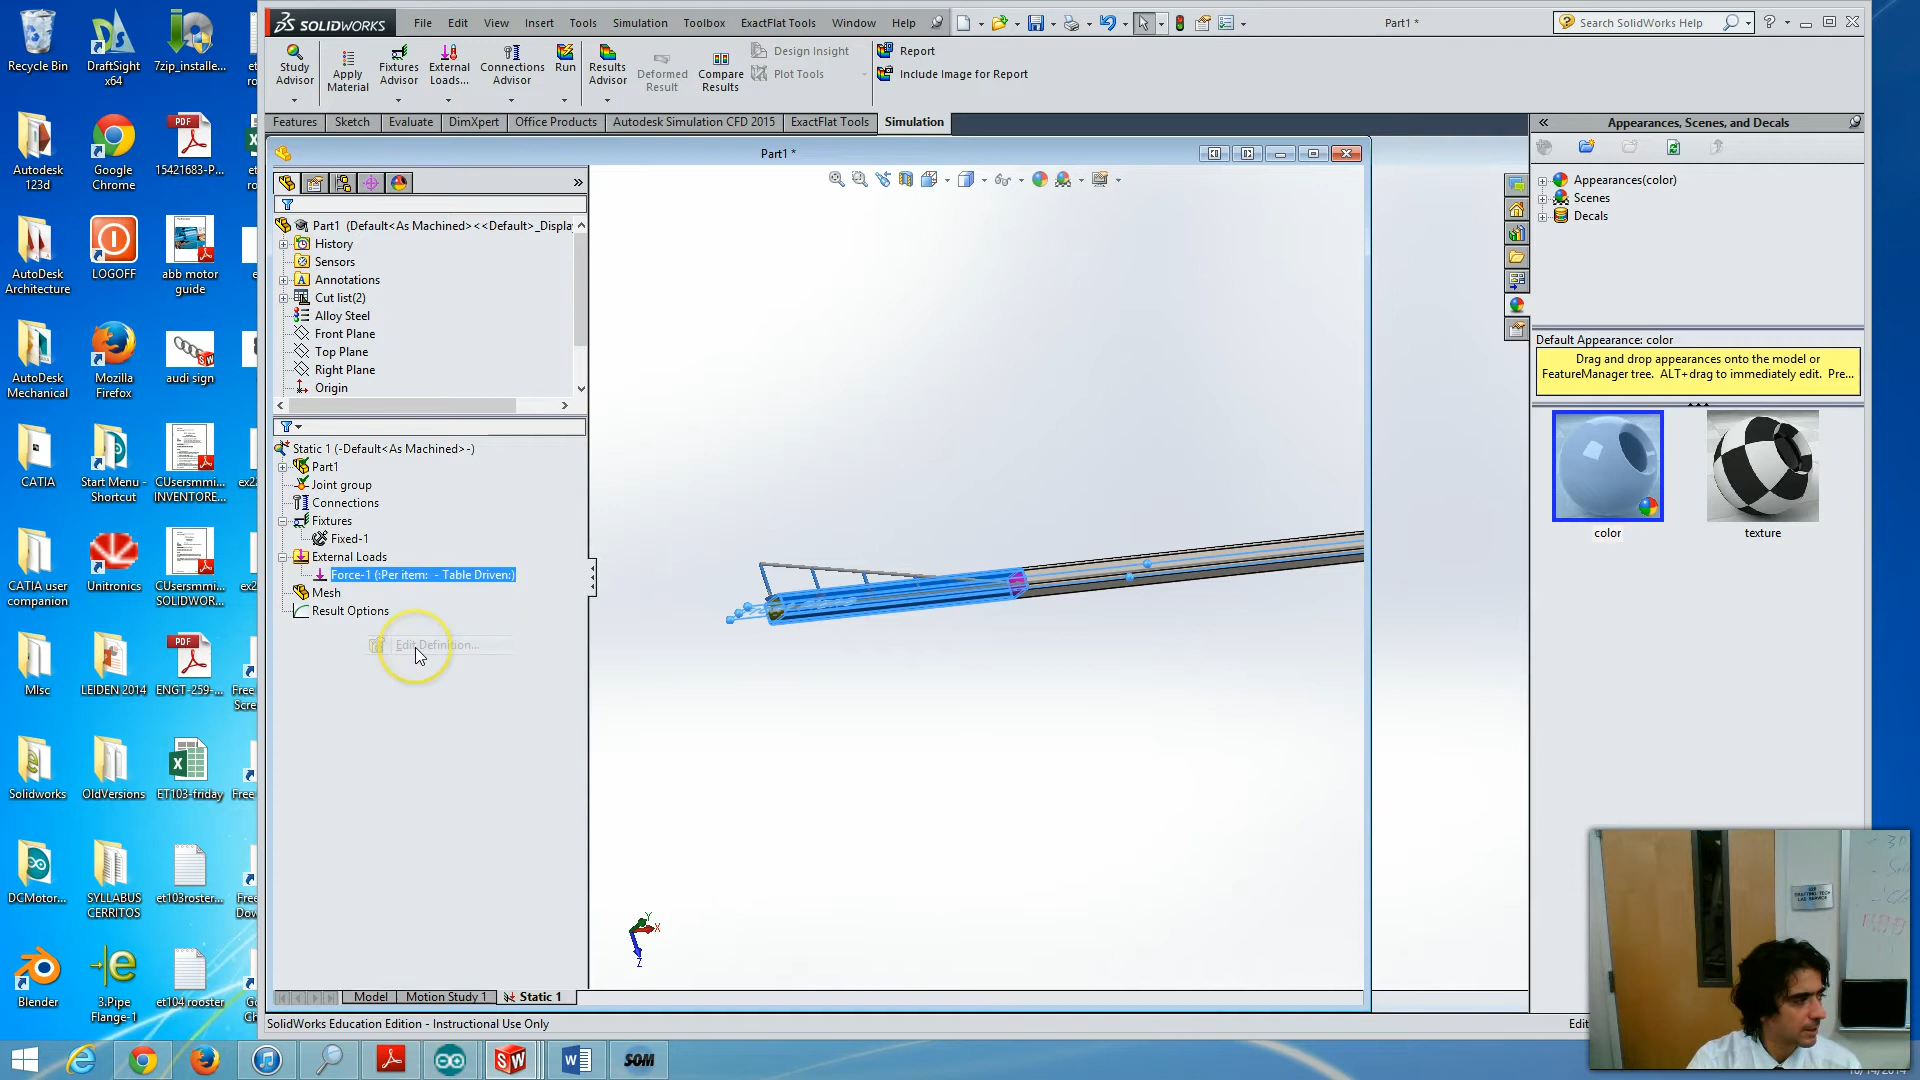 SOLIDWORKS
File Edit View Insert Tools Simulation Toolbox ExactFlat Tools Window Help
Part1 *
Search SolidWorks Help
Study Advisor
Apply Material
Fixtures Advisor
External Loads...
Connections Advisor
Run
Results Advisor
Deformed Result
Compare Results
Design Insight
Plot Tools
Report
Include Image for Report
Features Sketch Evaluate DimXpert Office Products Autodesk Simulation CFD 2015 ExactFlat Tools Simulation
Part1 *
Part1 (Default<As Machined><<Default>_Displa
History
Sensors
Annotations
Cut list(2)
Alloy Steel
Front Plane
Top Plane
Right Plane
Origin
Static 1 (-Default<As Machined>-)
Part1
Joint group
Connections
Fixtures
Fixed-1
External Loads
Force-1 (:Per item: - Table Driven:)
Mesh
Result Options
Edit Definition...
Y
X
Z
Model Motion Study 1 Static 1
SolidWorks Education Edition - Instructional Use Only
Edit
Appearances, Scenes, and Decals
Appearances(color)
Scenes
Decals
Default Appearance: color
Drag and drop appearances onto the model or
FeatureManager tree. ALT+drag to immediately edit. Pre...
color
texture
Recycle Bin
DraftSight x64
7zip_installe...
Autodesk 123d
Google Chrome
15421683-P...
AutoDesk Architecture
LOGOFF
abb motor guide
AutoDesk Mechanical
Mozilla Firefox
audi sign
CATIA
Start Menu - Shortcut
CUsersmmi... INVENTORE...
CATIA user companion
Unitronics
CUsersmmi... SOLIDWOR...
MIsc
LEIDEN 2014
ENGT-259-...
Solidworks
OldVersions
ET103-friday
DCMotor...
SYLLABUS CERRITOS
et103roster...
Blender
3.Pipe Flange-1
et104 rooster
SOM